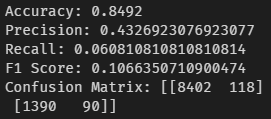 Accuracy: 0.8492
Precision: 0.4326923076923077
Recall: 0.060810810810810814
F1 Score: 0.1066350710900474
Confusion Matrix: [[8402  118]
 [1390   90]]